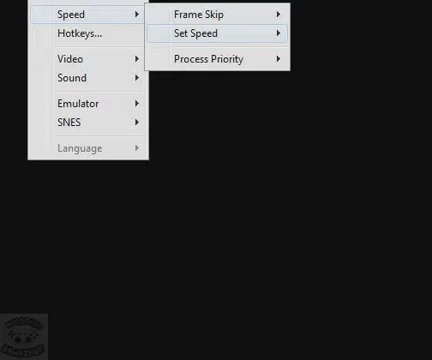 Speed
Hotkeys...
Video
Sound
Emulator
SNES
Language
Frame Skip
Set Speed
Process Priority